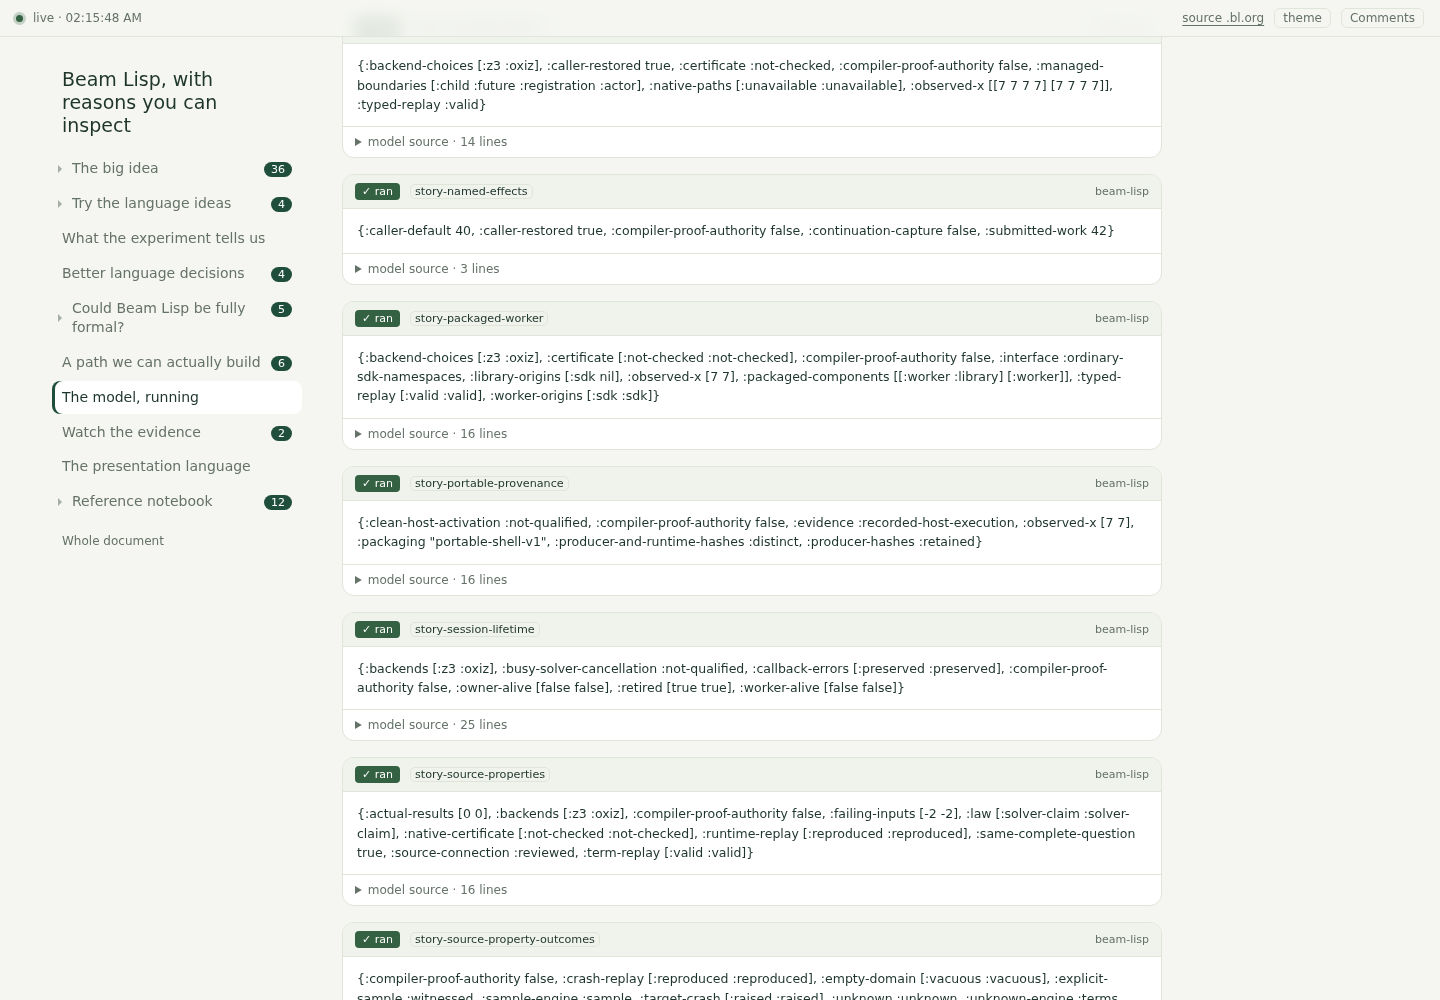 live · 02:15:48 AM
source .bl.org
theme
Comments
Beam Lisp, with
reasons you can
inspect
The big idea 36
Try the language ideas 4
What the experiment tells us
Better language decisions 4
Could Beam Lisp be fully 5
formal?
A path we can actually build 6
The model, running
Watch the evidence 2
The presentation language
Reference notebook 12
Whole document
{:backend-choices [:z3 :oxiz], :caller-restored true, :certificate :not-checked, :compiler-proof-authority false, :managed-
boundaries [:child :future :registration :actor], :native-paths [:unavailable :unavailable], :observed-x [[7 7 7 7] [7 7 7 7]],
:typed-replay :valid}
model source · 14 lines
✓ ran story-named-effects beam-lisp
{:caller-default 40, :caller-restored true, :compiler-proof-authority false, :continuation-capture false, :submitted-work 42}
model source · 3 lines
✓ ran story-packaged-worker beam-lisp
{:backend-choices [:z3 :oxiz], :certificate [:not-checked :not-checked], :compiler-proof-authority false, :interface :ordinary-
sdk-namespaces, :library-origins [:sdk nil], :observed-x [7 7], :packaged-components [[:worker :library] [:worker]], :typed-
replay [:valid :valid], :worker-origins [:sdk :sdk]}
model source · 16 lines
✓ ran story-portable-provenance beam-lisp
{:clean-host-activation :not-qualified, :compiler-proof-authority false, :evidence :recorded-host-execution, :observed-x [7 7],
:packaging "portable-shell-v1", :producer-and-runtime-hashes :distinct, :producer-hashes :retained}
model source · 16 lines
✓ ran story-session-lifetime beam-lisp
{:backends [:z3 :oxiz], :busy-solver-cancellation :not-qualified, :callback-errors [:preserved :preserved], :compiler-proof-
authority false, :owner-alive [false false], :retired [true true], :worker-alive [false false]}
model source · 25 lines
✓ ran story-source-properties beam-lisp
{:actual-results [0 0], :backends [:z3 :oxiz], :compiler-proof-authority false, :failing-inputs [-2 -2], :law [:solver-claim :solver-
claim], :native-certificate [:not-checked :not-checked], :runtime-replay [:reproduced :reproduced], :same-complete-question
true, :source-connection :reviewed, :term-replay [:valid :valid]}
model source · 16 lines
✓ ran story-source-property-outcomes beam-lisp
{:compiler-proof-authority false, :crash-replay [:reproduced :reproduced], :empty-domain [:vacuous :vacuous], :explicit-
sample :witnessed, :sample-engine :sample, :target-crash [:raised :raised], :unknown :unknown, :unknown-engine :terms,